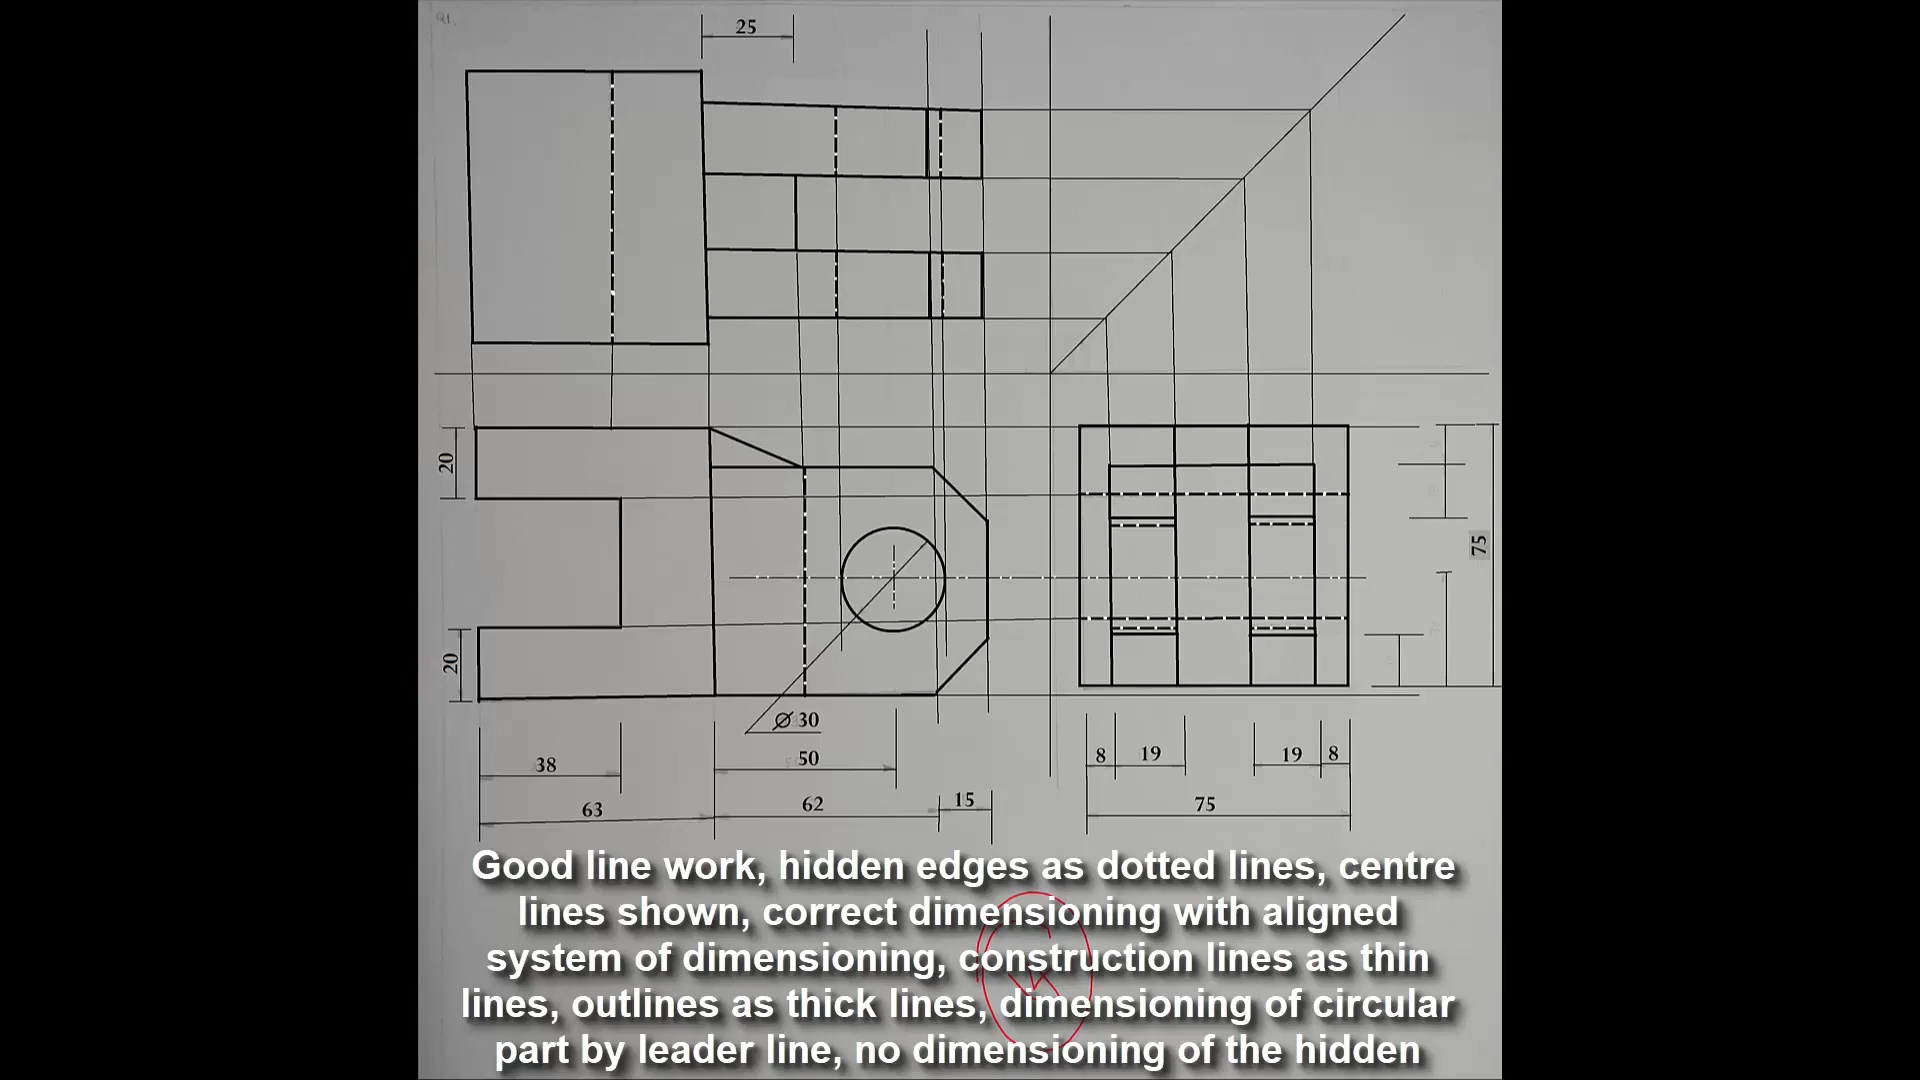 Q1.
25
20
20
75
Ø 30
50
38
63
62
15
8
19
19
8
75
Good line work, hidden edges as dotted lines, centre
lines shown, correct dimensioning with aligned
system of dimensioning, construction lines as thin
lines, outlines as thick lines, dimensioning of circular
part by leader line, no dimensioning of the hidden